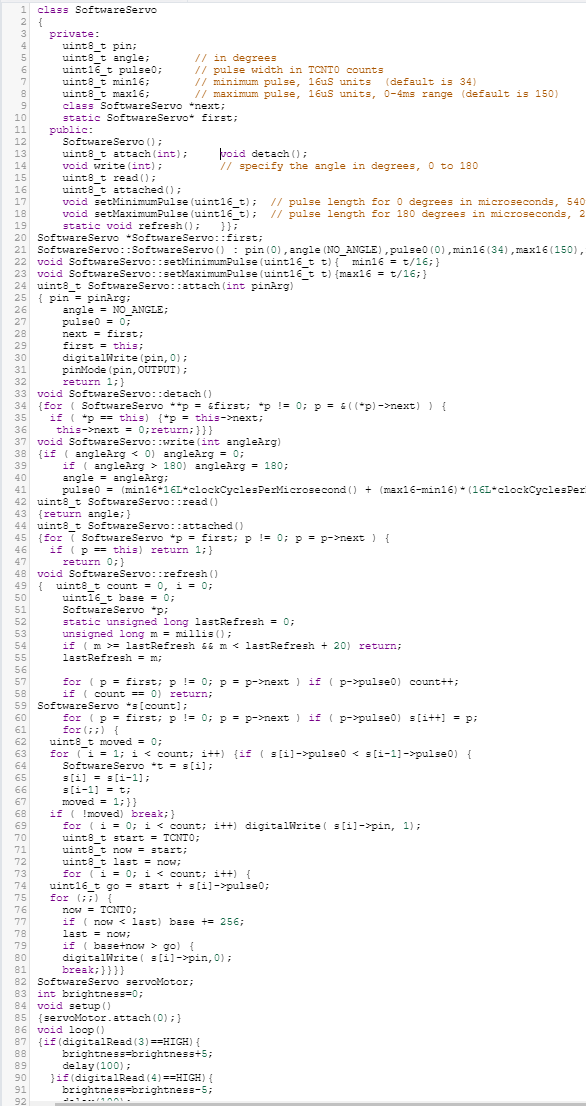 1 class SoftwareServo
2 {
3 private:
4 uint8_t pin;
5 uint8_t angle; // in degrees
6 uint16_t pulse0; // pulse width in TCNT0 counts
7 uint8_t min16; // minimum pulse, 16uS units (default is 34)
8 uint8_t max16; // maximum pulse, 16uS units, 0-4ms range (default is 150)
9 class SoftwareServo *next;
10 static SoftwareServo* first;
11 public:
12 SoftwareServo();
13 uint8_t attach(int); void detach();
14 void write(int); // specify the angle in degrees, 0 to 180
15 uint8_t read();
16 uint8_t attached();
17 void setMinimumPulse(uint16_t); // pulse length for 0 degrees in microseconds, 540
18 void setMaximumPulse(uint16_t); // pulse length for 180 degrees in microseconds, 2
19 static void refresh(); };
20 SoftwareServo *SoftwareServo::first;
21 SoftwareServo::SoftwareServo() : pin(0),angle(NO_ANGLE),pulse0(0),min16(34),max16(150),
22 void SoftwareServo::setMinimumPulse(uint16_t t){ min16 = t/16;}
23 void SoftwareServo::setMaximumPulse(uint16_t t){max16 = t/16;}
24 uint8_t SoftwareServo::attach(int pinArg)
25 { pin = pinArg;
26 angle = NO_ANGLE;
27 pulse0 = 0;
28 next = first;
29 first = this;
30 digitalWrite(pin,0);
31 pinMode(pin,OUTPUT);
32 return 1;}
33 void SoftwareServo::detach()
34 {for ( SoftwareServo **p = &first; *p != 0; p = &((*p)->next) ) {
35 if ( *p == this) {*p = this->next;
36 this->next = 0;return;}}}
37 void SoftwareServo::write(int angleArg)
38 {if ( angleArg < 0) angleArg = 0;
39 if ( angleArg > 180) angleArg = 180;
40 angle = angleArg;
41 pulse0 = (min16*16L*clockCyclesPerMicrosecond() + (max16-min16)*(16L*clockCyclesPer
42 uint8_t SoftwareServo::read()
43 {return angle;}
44 uint8_t SoftwareServo::attached()
45 {for ( SoftwareServo *p = first; p != 0; p = p->next ) {
46 if ( p == this) return 1;}
47 return 0;}
48 void SoftwareServo::refresh()
49 { uint8_t count = 0, i = 0;
50 uint16_t base = 0;
51 SoftwareServo *p;
52 static unsigned long lastRefresh = 0;
53 unsigned long m = millis();
54 if ( m >= lastRefresh && m < lastRefresh + 20) return;
55 lastRefresh = m;
56
57 for ( p = first; p != 0; p = p->next ) if ( p->pulse0) count++;
58 if ( count == 0) return;
59 SoftwareServo *s[count];
60 for ( p = first; p != 0; p = p->next ) if ( p->pulse0) s[i++] = p;
61 for(;;) {
62 uint8_t moved = 0;
63 for ( i = 1; i < count; i++) {if ( s[i]->pulse0 < s[i-1]->pulse0) {
64 SoftwareServo *t = s[i];
65 s[i] = s[i-1];
66 s[i-1] = t;
67 moved = 1;}}
68 if ( !moved) break;}
69 for ( i = 0; i < count; i++) digitalWrite( s[i]->pin, 1);
70 uint8_t start = TCNT0;
71 uint8_t now = start;
72 uint8_t last = now;
73 for ( i = 0; i < count; i++) {
74 uint16_t go = start + s[i]->pulse0;
75 for (;;) {
76 now = TCNT0;
77 if ( now < last) base += 256;
78 last = now;
79 if ( base+now > go) {
80 digitalWrite( s[i]->pin,0);
81 break;}}}}
82 SoftwareServo servoMotor;
83 int brightness=0;
84 void setup()
85 {servoMotor.attach(0);}
86 void loop()
87 {if(digitalRead(3)==HIGH){
88 brightness=brightness+5;
89 delay(100);
90 }if(digitalRead(4)==HIGH){
91 brightness=brightness-5;
92